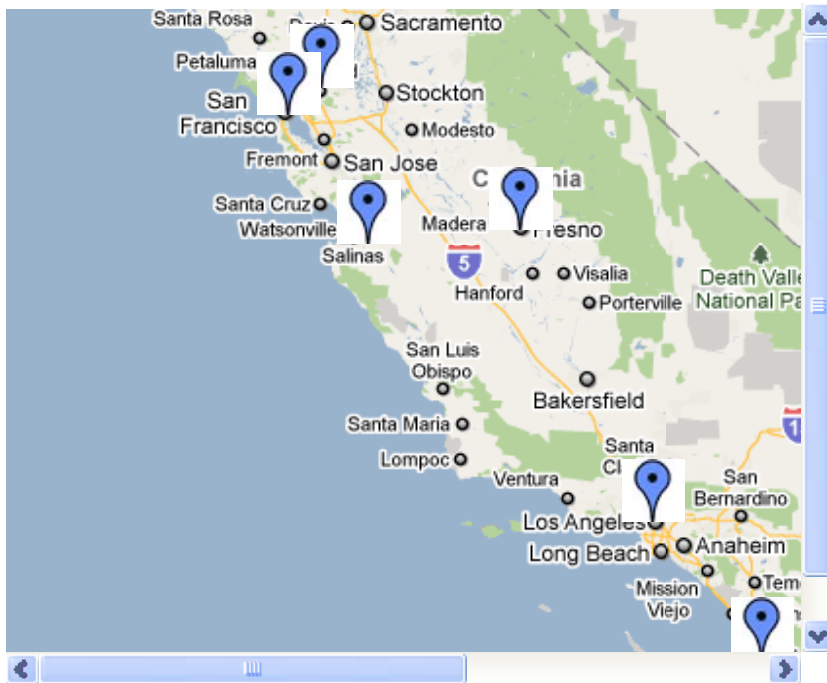 Santa Rosa
Davis
Sacramento
Petaluma
San
Francisco
Stockton
Modesto
Fremont
San Jose
Santa Cruz
Watsonville
Salinas
Madera
Fresno
5
Hanford
Visalia
Porterville
Death Valle
National Pa
San Luis
Obispo
Bakersfield
Santa Maria
Lompoc
Santa
Ventura
San
Bernardino
Los Angeles
Long Beach
Anaheim
Mission
Viejo
Tem